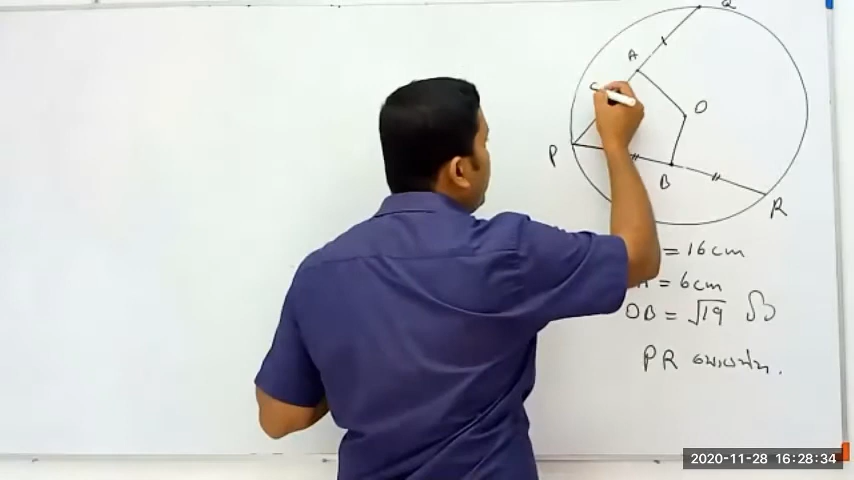 Q
A
O
P
B
R
= 16cm
= 6cm
OB = √19
PR
2020-11-28 16:28:34